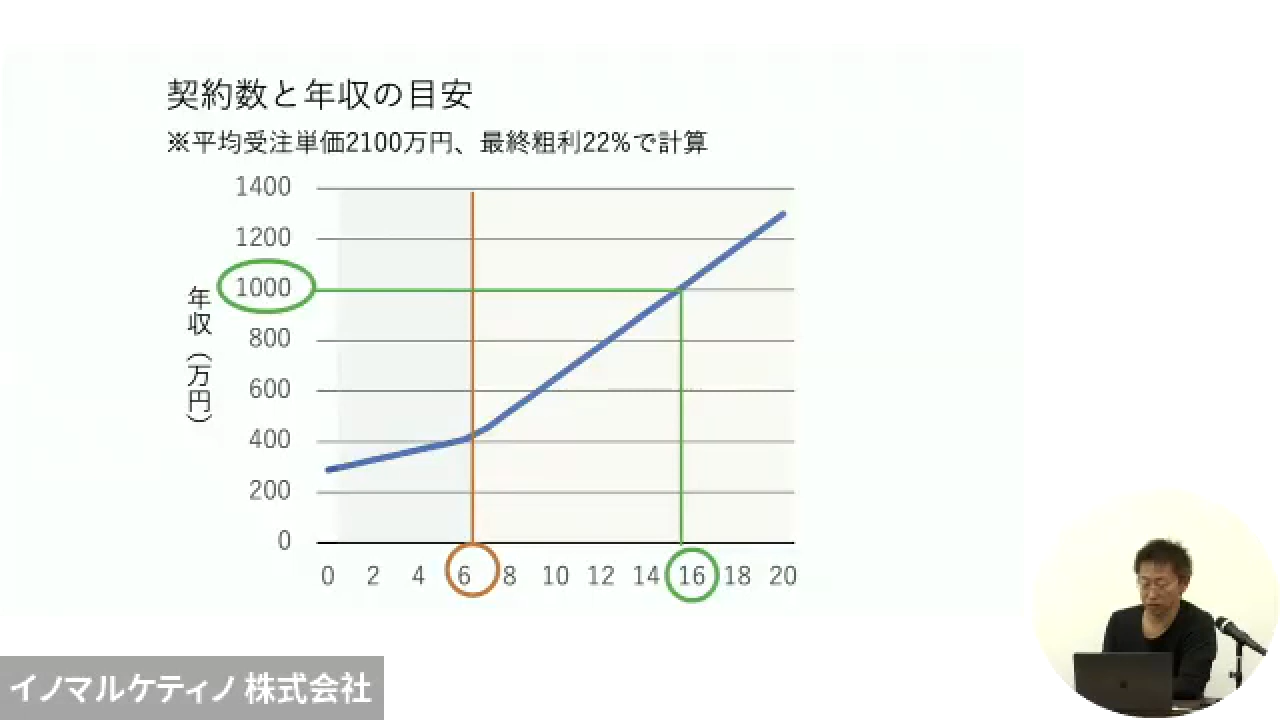 契約数と年収の目安
※平均受注単価2100万円、最終粗利22%で計算
1400
1200
1000
800
600
400
200
0
年収（万円）
0 2 4 6 8 10 12 14 16 18 20
イノマルケティノ 株式会社